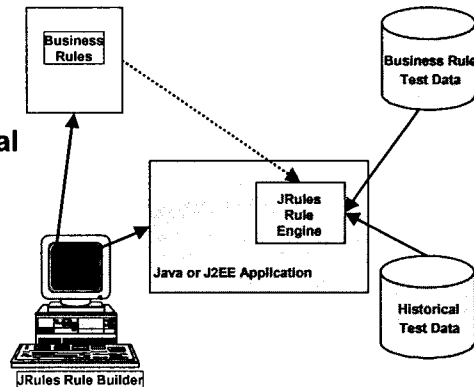 Business
Rules
Business Rule
Test Data
al
JRules
Rule
Engine
Java or J2EE Application
Historical
Test Data
JRules Rule Builder